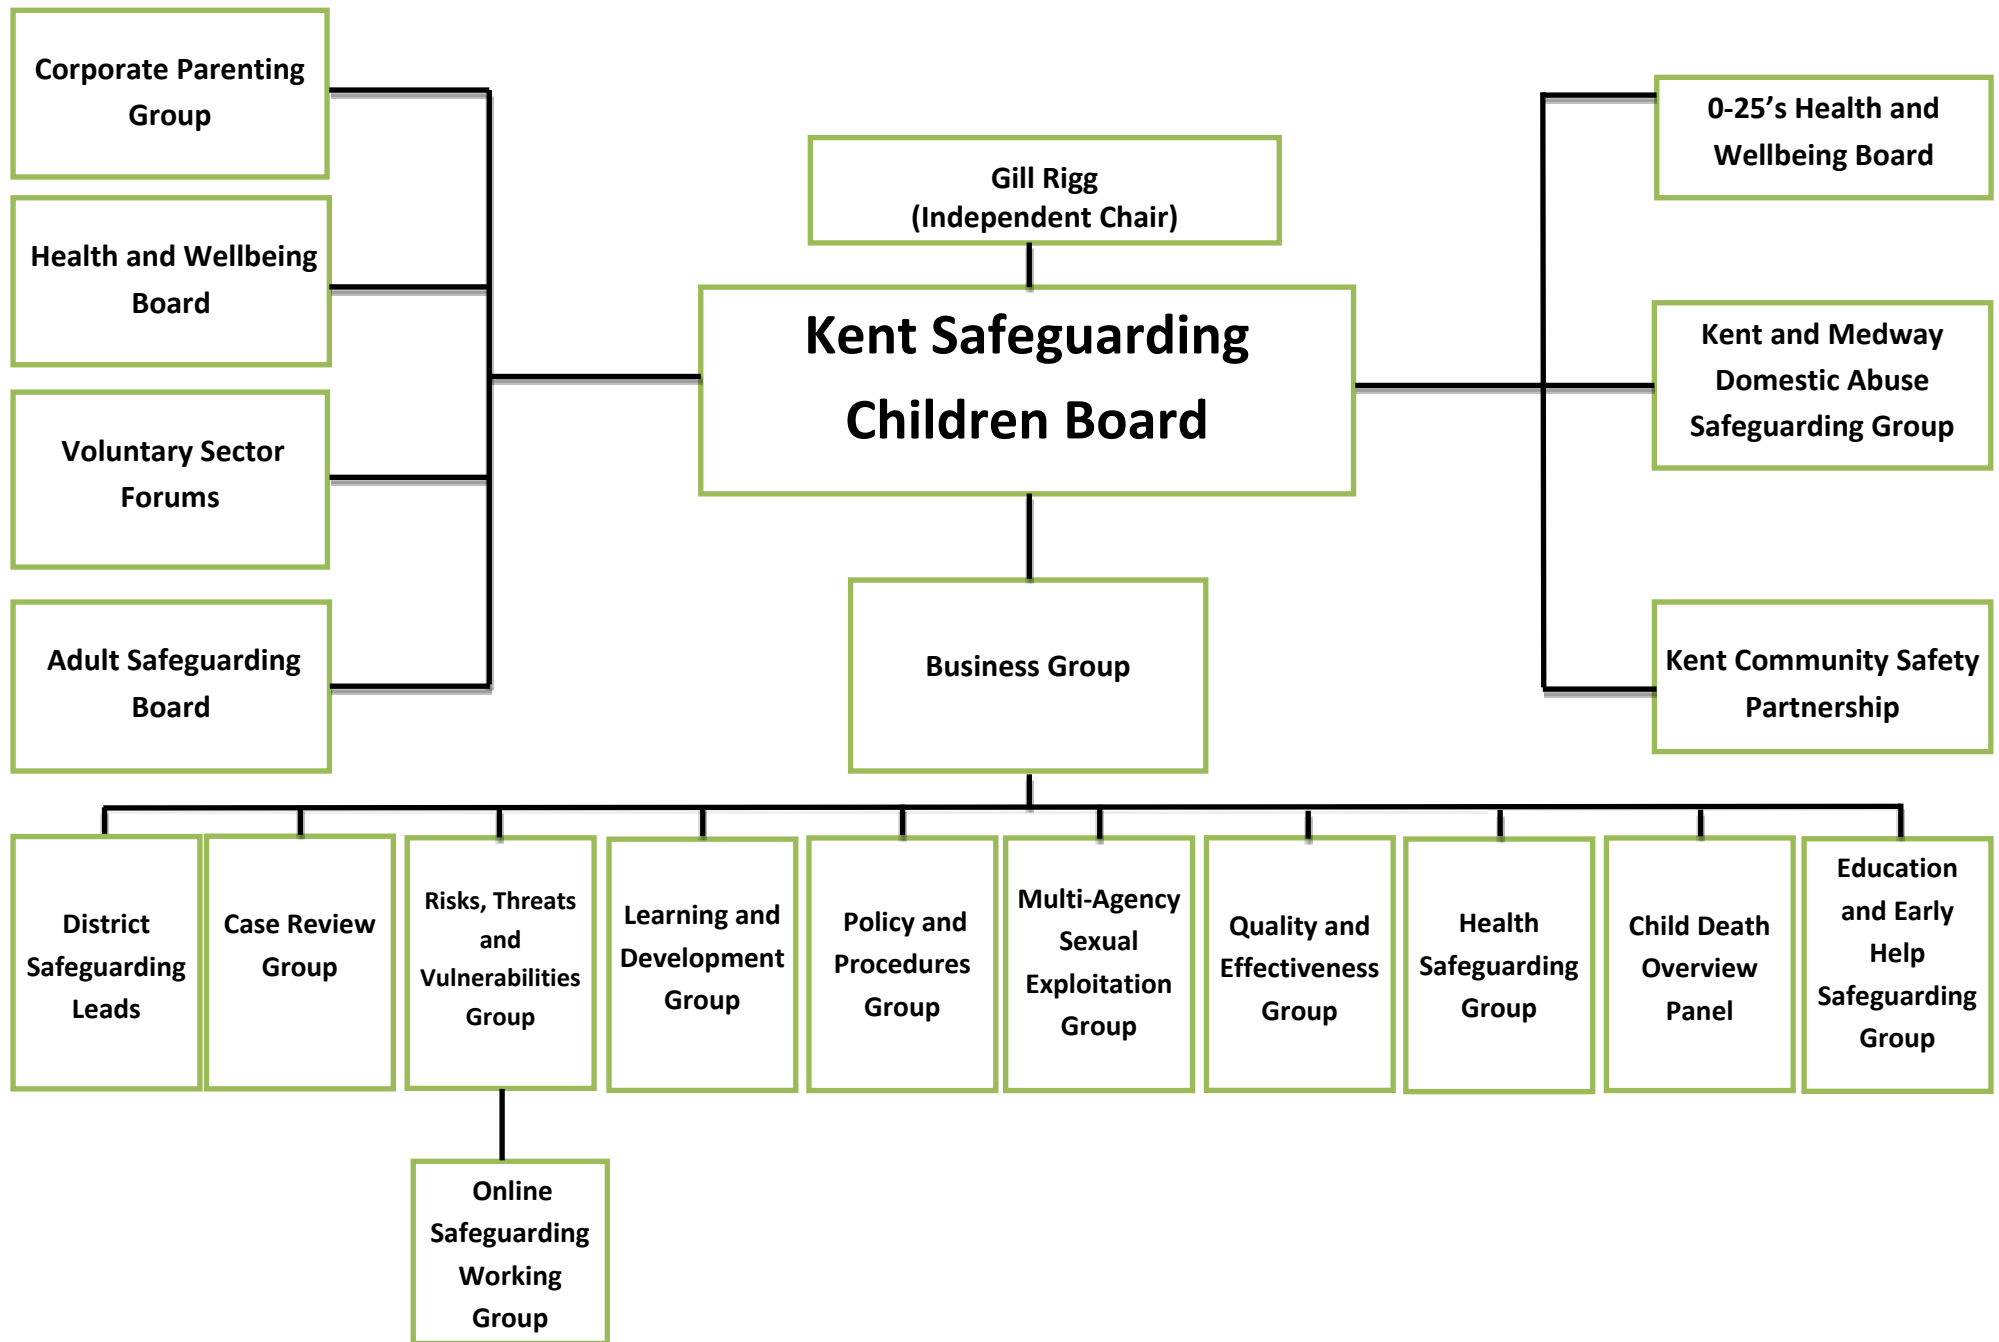 Corporate Parenting
Group
Health and Wellbeing
Board
Voluntary Sector
Forums
Adult Safeguarding
Board
Gill Rigg
(Independent Chair)
Kent Safeguarding
Children Board
Business Group
0-25’s Health and
Wellbeing Board
Kent and Medway
Domestic Abuse
Safeguarding Group
Kent Community Safety
Partnership
District
Safeguarding
Leads
Case Review
Group
Risks, Threats
and
Vulnerabilities
Group
Learning and
Development
Group
Policy and
Procedures
Group
Multi-Agency
Sexual
Exploitation
Group
Quality and
Effectiveness
Group
Health
Safeguarding
Group
Child Death
Overview
Panel
Education
and Early
Help
Safeguarding
Group
Online
Safeguarding
Working
Group